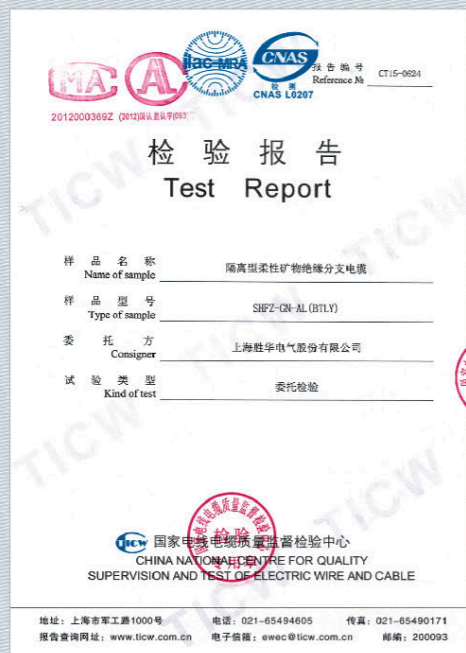 MA
AL
ilac-MRA
CNAS
检 测
CNAS L0207
报 告 编 号
Reference №
CT15-0624
2012000369Z
检 验 报 告
Test Report
样 品 名 称
Name of sample
隔离型柔性矿物绝缘分支电缆
样 品 型 号
Type of sample
SHFZ-GN-AL(BTLY)
委 托 方
Consigner
上海胜华电气股份有限公司
试 验 类 型
Kind of test
委托检验
TICW 国家电线电缆质量监督检验中心
检验
专用章
CHINA NATIONAL CENTRE FOR QUALITY
SUPERVISION AND TEST OF ELECTRIC WIRE AND CABLE
地址：上海市军工路1000号 电话：021-65494605 传真：021-65490171
报告查询网址：www.ticw.com.cn 电子信箱：ewec@ticw.com.cn 邮编：200093